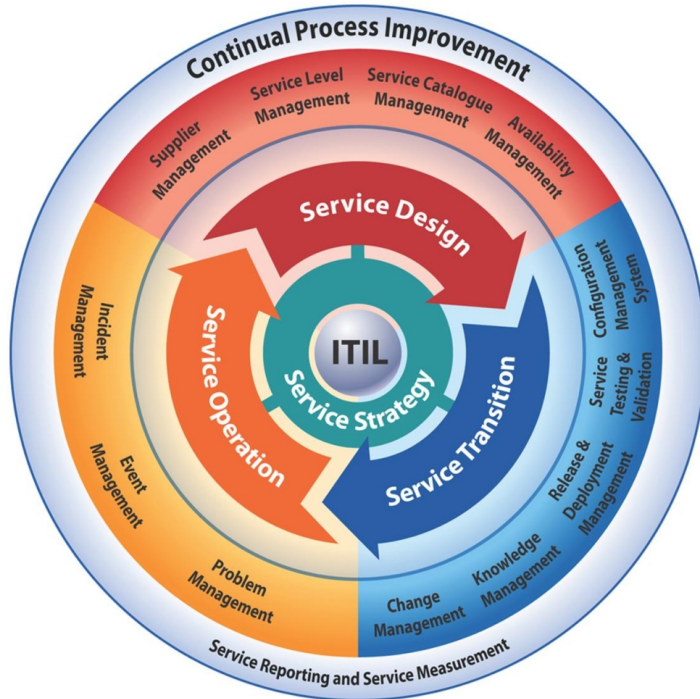 Continual Process Improvement
Supplier
Management
Service Level
Management
Service Catalogue
Management
Availability
Management
Configuration
Management
System
Service
Testing &
Validation
Release &
Deployment
Management
Knowledge
Management
Change
Management
Problem
Management
Event
Management
Incident
Management
Service Design
Service Transition
Service Operation
Service Strategy
ITIL
Service Reporting and Service Measurement